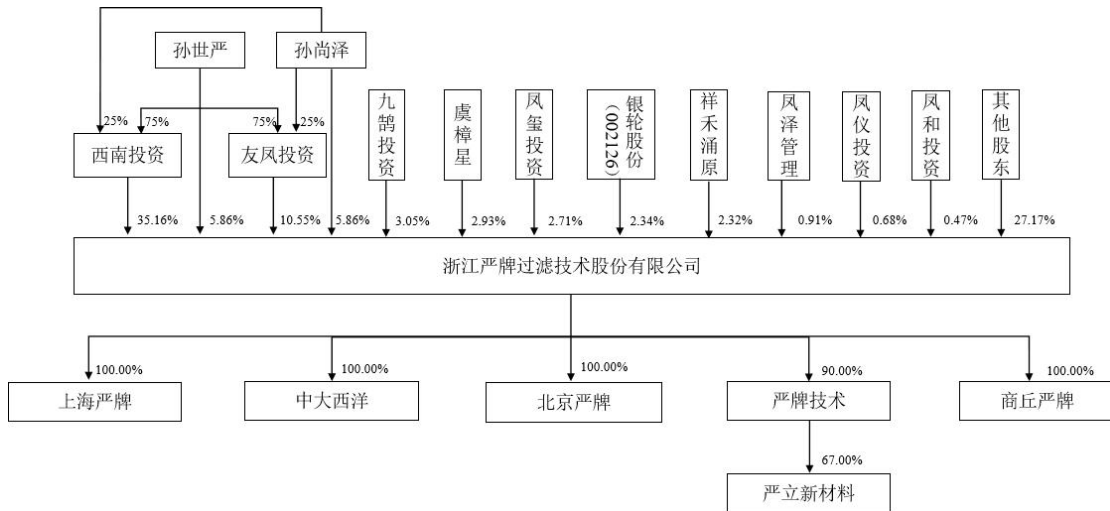 孙世严
孙尚泽
25%
75%
75%
25%
西南投资
友凤投资
九鹄投资
虞樟星
凤玺投资
银轮股份
(002126)
祥禾涌原
凤泽管理
凤仪投资
凤和投资
其他股东
35.16%
5.86%
10.55%
5.86%
3.05%
2.93%
2.71%
2.34%
2.32%
0.91%
0.68%
0.47%
27.17%
浙江严牌过滤技术股份有限公司
100.00%
100.00%
100.00%
90.00%
100.00%
上海严牌
中大西洋
北京严牌
严牌技术
商丘严牌
67.00%
严立新材料